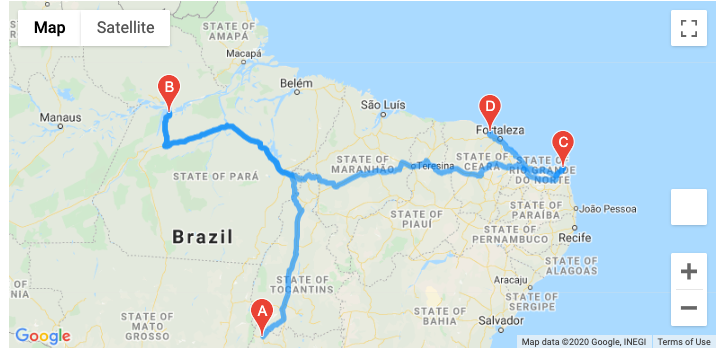 Map
Satellite
STATE OF
AMAPÁ
Macapá
Belém
B
São Luís
D
Manaus
Fortaleza
C
STATE OF
MARANHÃO
Teresina
STATE OF
CEARÁ
STATE OF
RIO GRANDE
DO NORTE
STATE OF PARÁ
STATE OF
PARAÍBA
João Pessoa
STATE OF
PIAUÍ
STATE OF
PERNAMBUCO
Recife
Brazil
STATE OF
ALAGOAS
STATE OF
TOCANTINS
Aracaju
NIA
A
STATE OF
SERGIPE
STATE OF
MATO
GROSSO
STATE OF
BAHIA
Salvador
Google
Map data ©2020 Google, INEGI
Terms of Use